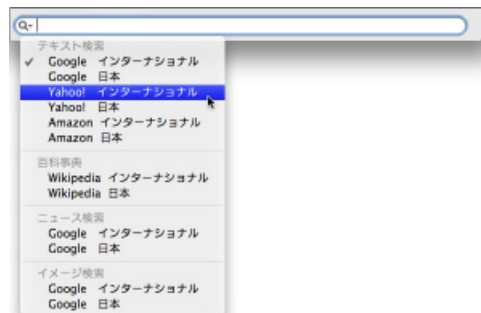 テキスト検索
✓ Google インターナショナル
Google 日本
Yahoo! インターナショナル
Yahoo! 日本
Amazon インターナショナル
Amazon 日本
百科事典
Wikipedia インターナショナル
Wikipedia 日本
ニュース検索
Google インターナショナル
Google 日本
イメージ検索
Google インターナショナル
Google 日本